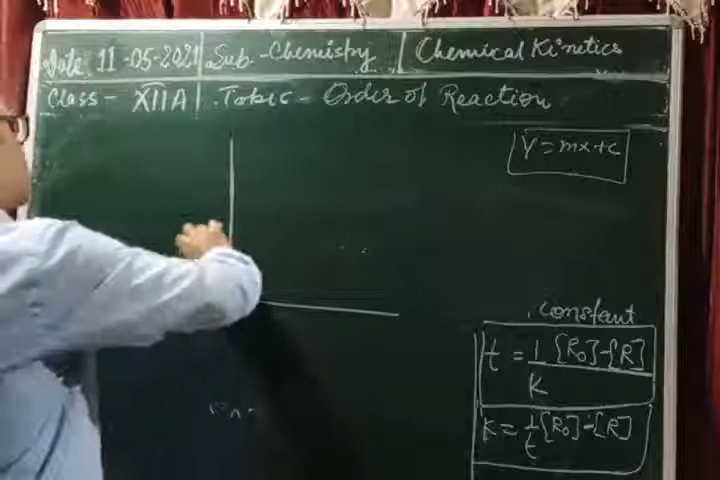 Date 11-05-2021 Sub-Chemistry Chemical Kinetics
Class - XIIA Topic - Order of Reaction
Y=mx+c
constant
t = 1/K [R₀]-[R]
K = 1/t [R₀]-[R]